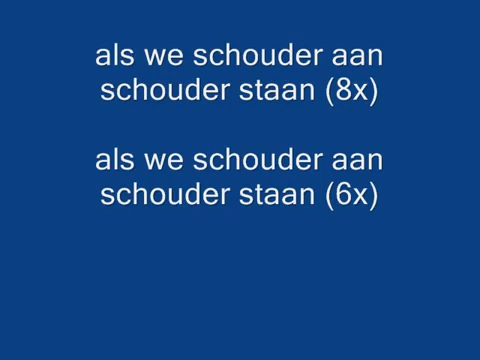 als we schouder aan
schouder staan (8x)
als we schouder aan
schouder staan (6x)